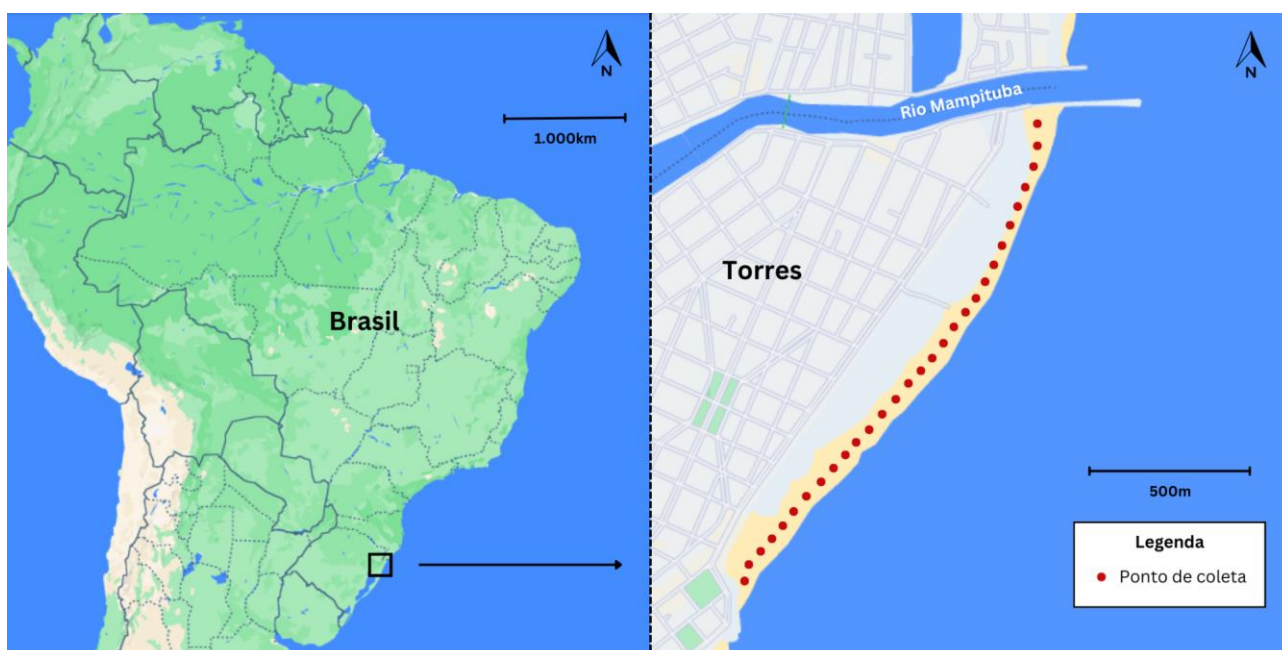 N
1.000km
Brasil
Rio Mampituba
N
Torres
500m
Legenda
Ponto de coleta